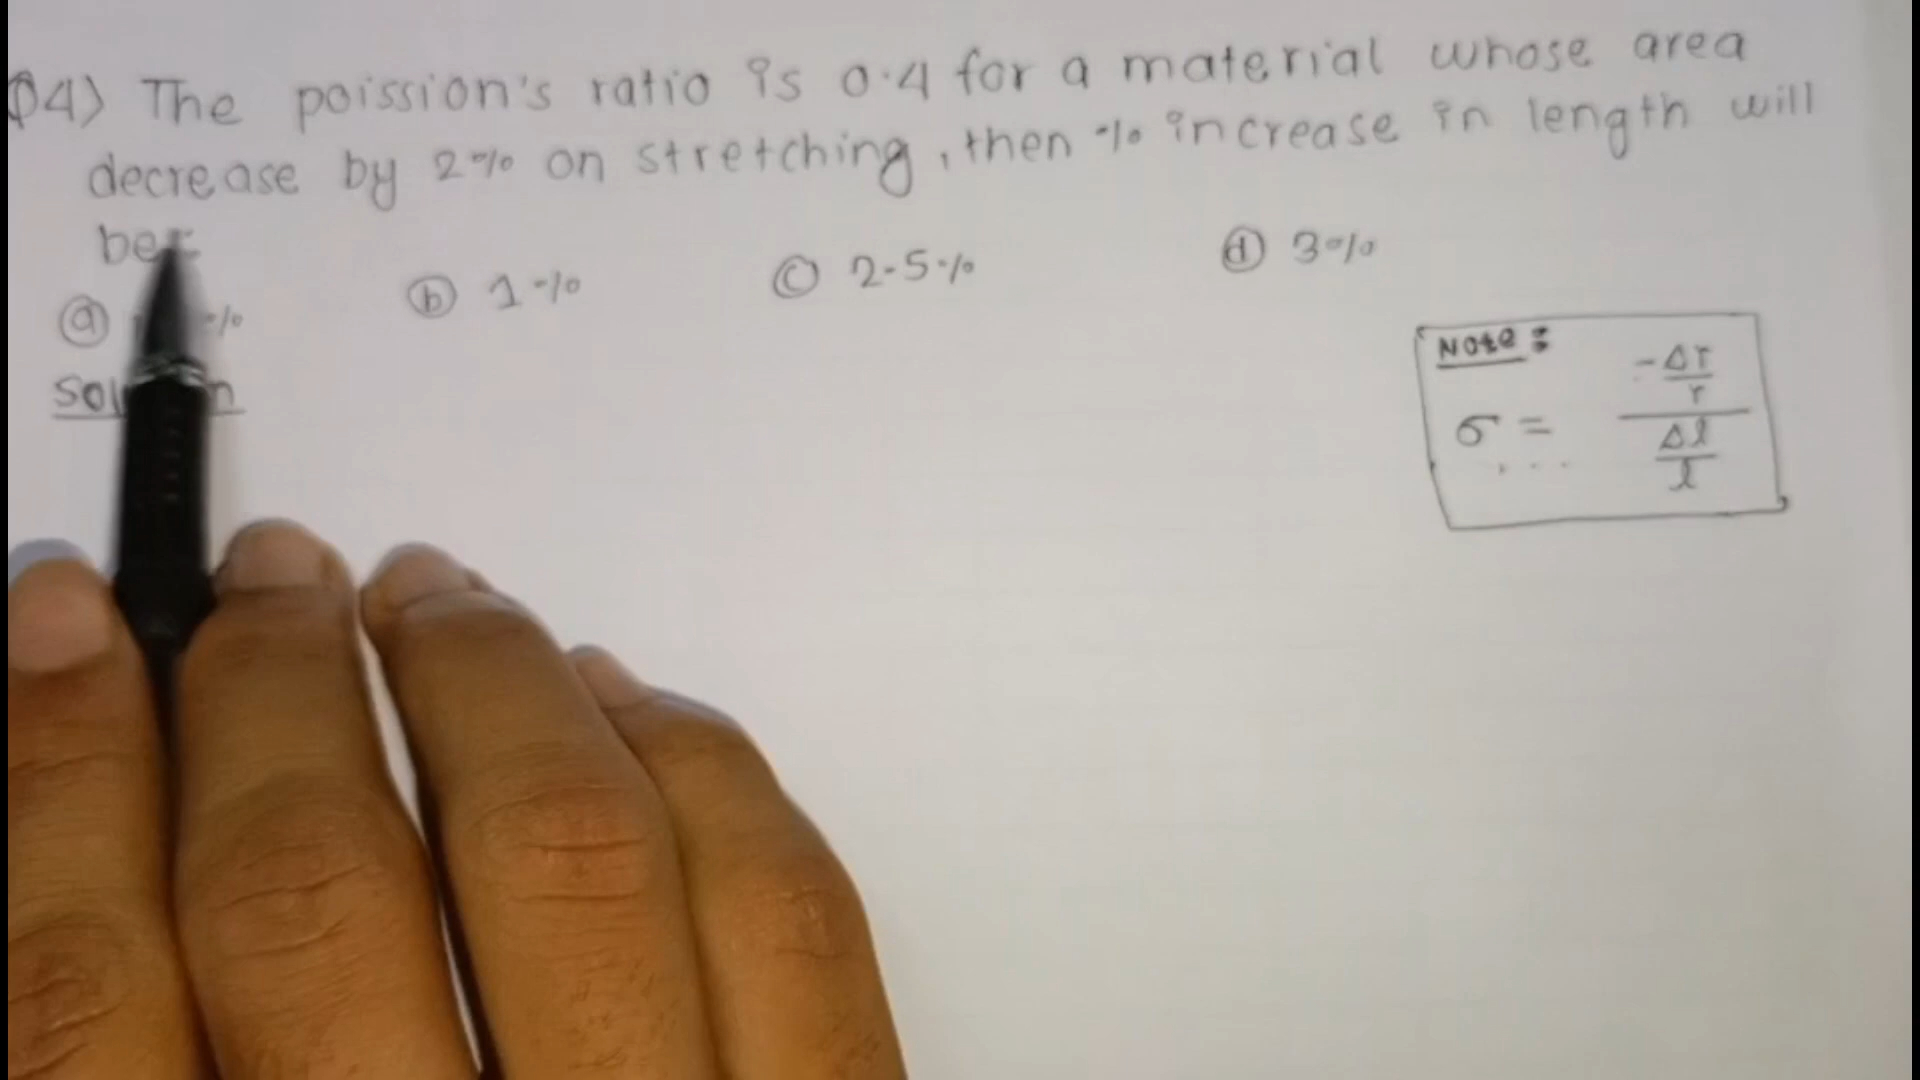 Q4) The poission's ratio is 0.4 for a material whose area
decrease by 2% on stretching, then % increase in length will
be:
(a) %
(b) 1%
(c) 2.5%
(d) 3%
Note:
σ = -Δr/r / Δl/l